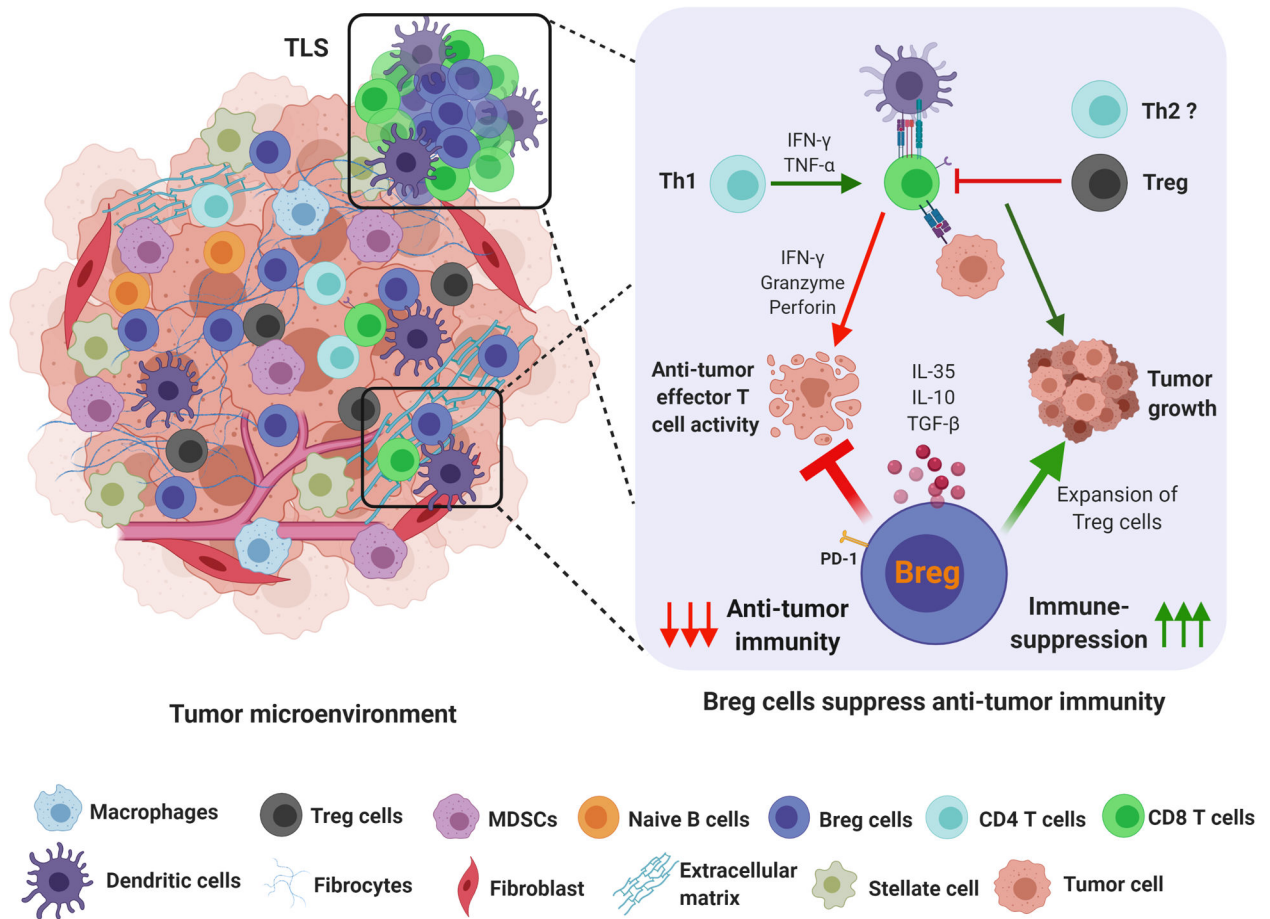 TLS
Th1
IFN-γ
TNF-α
Th2 ?
Treg
IFN-γ
Granzyme
Perforin
Anti-tumor
effector T
cell activity
IL-35
IL-10
TGF-β
Tumor
growth
Expansion of
Treg cells
PD-1
Breg
Anti-tumor
immunity
Immune-
suppression
Tumor microenvironment
Breg cells suppress anti-tumor immunity
Macrophages
Treg cells
MDSCs
Naive B cells
Breg cells
CD4 T cells
CD8 T cells
Dendritic cells
Fibrocytes
Fibroblast
Extracellular
matrix
Stellate cell
Tumor cell